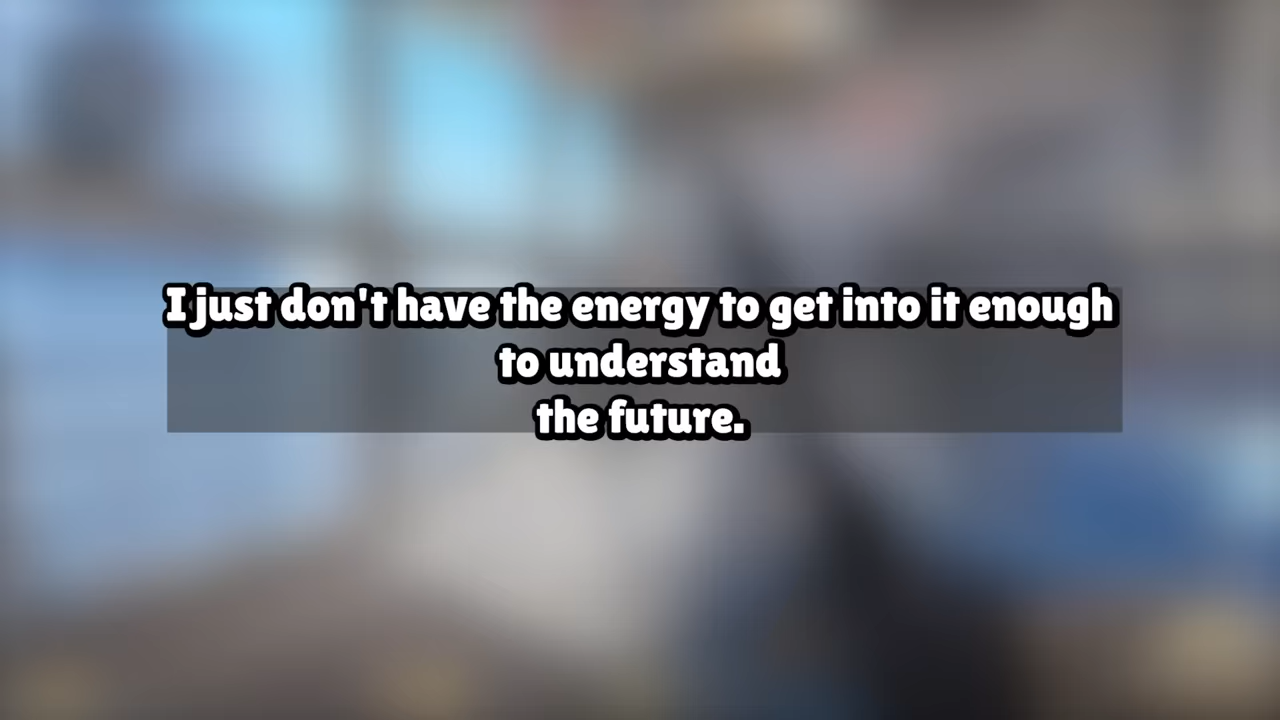 I just don't have the energy to get into it enough
to understand
the future.